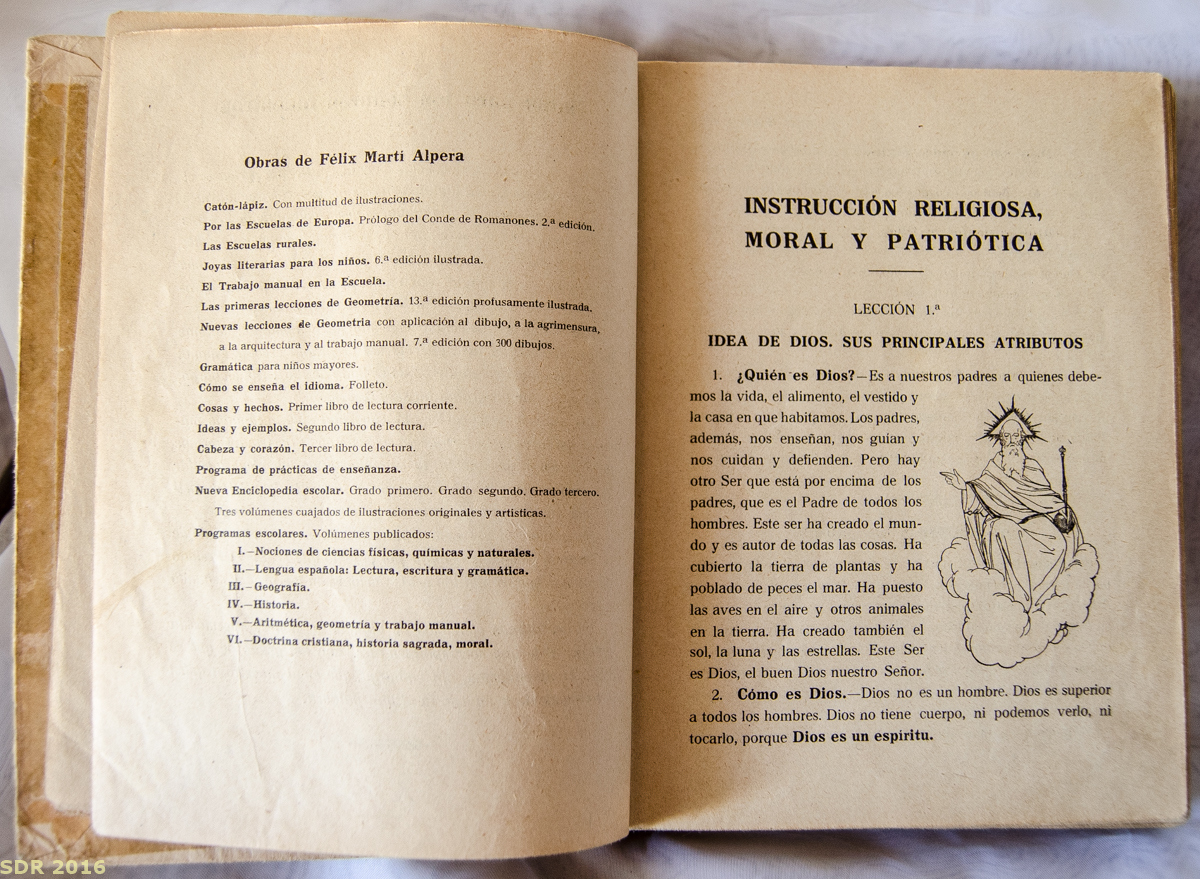 Obras de Félix Martí Alpera
Catón-lápiz. Con multitud de ilustraciones.
Por las Escuelas de Europa. Prólogo del Conde de Romanones. 2.ª edición.
Las Escuelas rurales.
Joyas literarias para los niños. 6.ª edición ilustrada.
El Trabajo manual en la Escuela.
Las primeras lecciones de Geometría. 13.ª edición profusamente ilustrada.
Nuevas lecciones de Geometria con aplicación al dibujo, a la agrimensura,
a la arquitectura y al trabajo manual. 7.ª edición con 300 dibujos.
Gramática para niños mayores.
Cómo se enseña el idioma. Folleto.
Cosas y hechos. Primer libro de lectura corriente.
Ideas y ejemplos. Segundo libro de lectura.
Cabeza y corazón. Tercer libro de lectura.
Programa de prácticas de enseñanza.
Nueva Enciclopedia escolar. Grado primero. Grado segundo. Grado tercero.
Tres volúmenes cuajados de ilustraciones originales y artísticas.
Programas escolares. Volúmenes publicados:
I.—Nociones de ciencias físicas, químicas y naturales.
II.—Lengua española: Lectura, escritura y gramática.
III.—Geografía.
IV.—Historia.
V.—Aritmética, geometría y trabajo manual.
VI.—Doctrina cristiana, historia sagrada, moral.
INSTRUCCIÓN RELIGIOSA,
MORAL Y PATRIÓTICA
LECCIÓN 1.ª
IDEA DE DIOS. SUS PRINCIPALES ATRIBUTOS
1. ¿Quién es Dios?—Es a nuestros padres a quienes debe-
mos la vida, el alimento, el vestido y
la casa en que habitamos. Los padres,
además, nos enseñan, nos guían y
nos cuidan y defienden. Pero hay
otro Ser que está por encima de los
padres, que es el Padre de todos los
hombres. Este ser ha creado el mun-
do y es autor de todas las cosas. Ha
cubierto la tierra de plantas y ha
poblado de peces el mar. Ha puesto
las aves en el aire y otros animales
en la tierra. Ha creado también el
sol, la luna y las estrellas. Este Ser
es Dios, el buen Dios nuestro Señor.
2. Cómo es Dios.—Dios no es un hombre. Dios es superior
a todos los hombres. Dios no tiene cuerpo, ni podemos verlo, ni
tocarlo, porque Dios es un espíritu.
SDR 2016